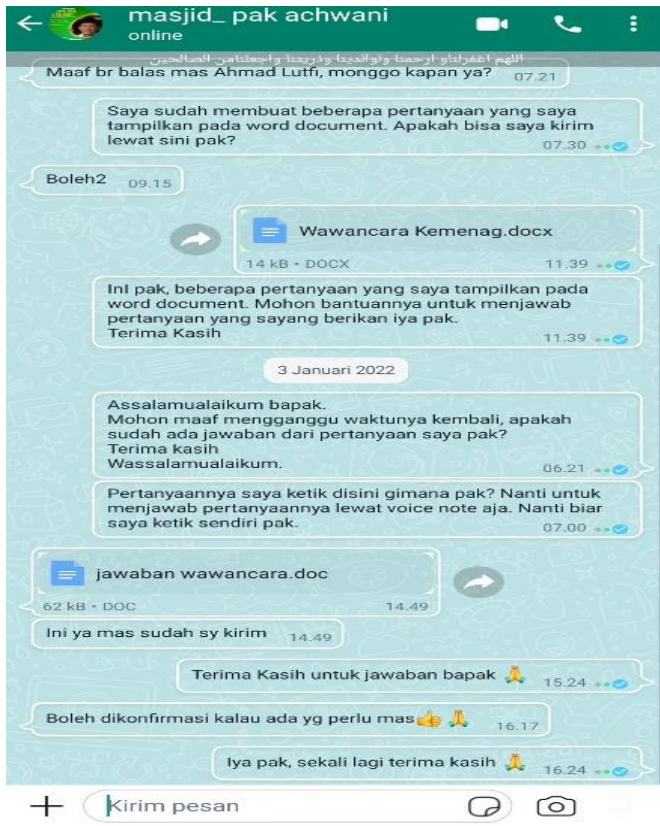 masjid_ pak achwani
online
اللهم اغفرلناو ارحمنا ولوالدينا وذريتنا واجعلنامن الصالحين
Maaf br balas mas Ahmad Lutfi, monggo kapan ya? 07.21
Saya sudah membuat beberapa pertanyaan yang saya
tampilkan pada word document. Apakah bisa saya kirim
lewat sini pak?
07.30
Boleh2 09.15
Wawancara Kemenag.docx
14 kB • DOCX 11.39
InI pak, beberapa pertanyaan yang saya tampilkan pada
word document. Mohon bantuannya untuk menjawab
pertanyaan yang sayang berikan iya pak.
Terima Kasih
11.39
3 Januari 2022
Assalamualaikum bapak.
Mohon maaf mengganggu waktunya kembali, apakah
sudah ada jawaban dari pertanyaan saya pak?
Terima kasih
Wassalamualaikum.
06.21
Pertanyaannya saya ketik disini gimana pak? Nanti untuk
menjawab pertanyaannya lewat voice note aja. Nanti biar
saya ketik sendiri pak.
07.00
jawaban wawancara.doc
62 kB • DOC 14.49
Ini ya mas sudah sy kirim 14.49
Terima Kasih untuk jawaban bapak 🙏 15.24
Boleh dikonfirmasi kalau ada yg perlu mas👍 🙏 16.17
Iya pak, sekali lagi terima kasih 🙏 16.24
Kirim pesan